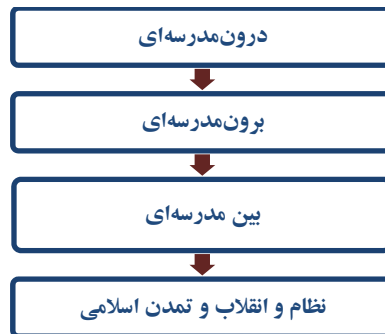 درون‌مدرسه‌ای
برون‌مدرسه‌ای
بین مدرسه‌ای
نظام و انقلاب و تمدن اسلامی